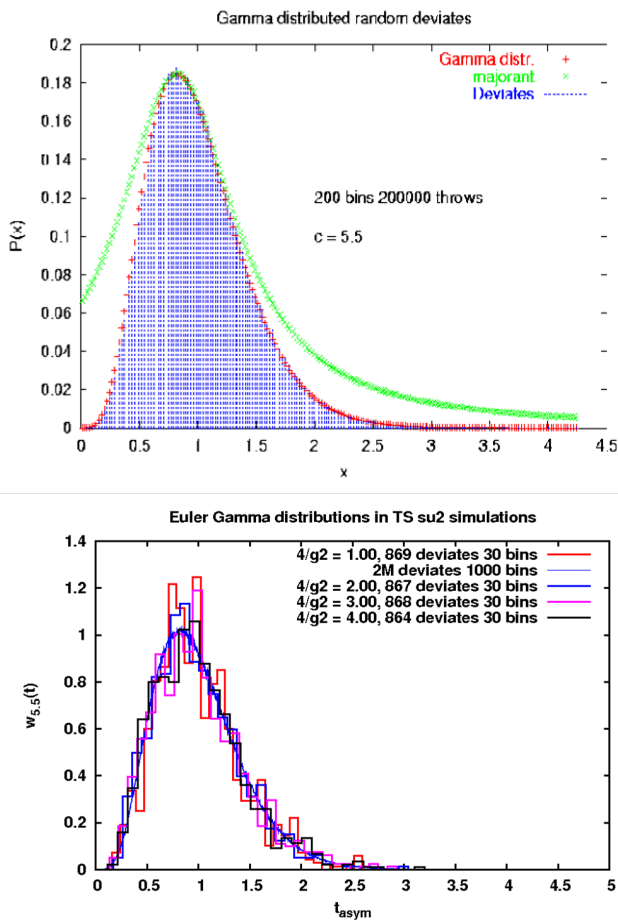 Gamma distributed random deviates
0.2
0.18
0.16
0.14
0.12
0.1
0.08
0.06
0.04
0.02
0
P(x)
Gamma distr.
majorant
Deviates
200 bins 200000 throws
c = 5.5
0 0.5 1 1.5 2 2.5 3 3.5 4 4.5
x
Euler Gamma distributions in TS su2 simulations
1.4
1.2
1
0.8
0.6
0.4
0.2
0
w5.5(t)
4/g2 = 1.00, 869 deviates 30 bins
2M deviates 1000 bins
4/g2 = 2.00, 867 deviates 30 bins
4/g2 = 3.00, 868 deviates 30 bins
4/g2 = 4.00, 864 deviates 30 bins
0 0.5 1 1.5 2 2.5 3 3.5 4 4.5 5
tasym